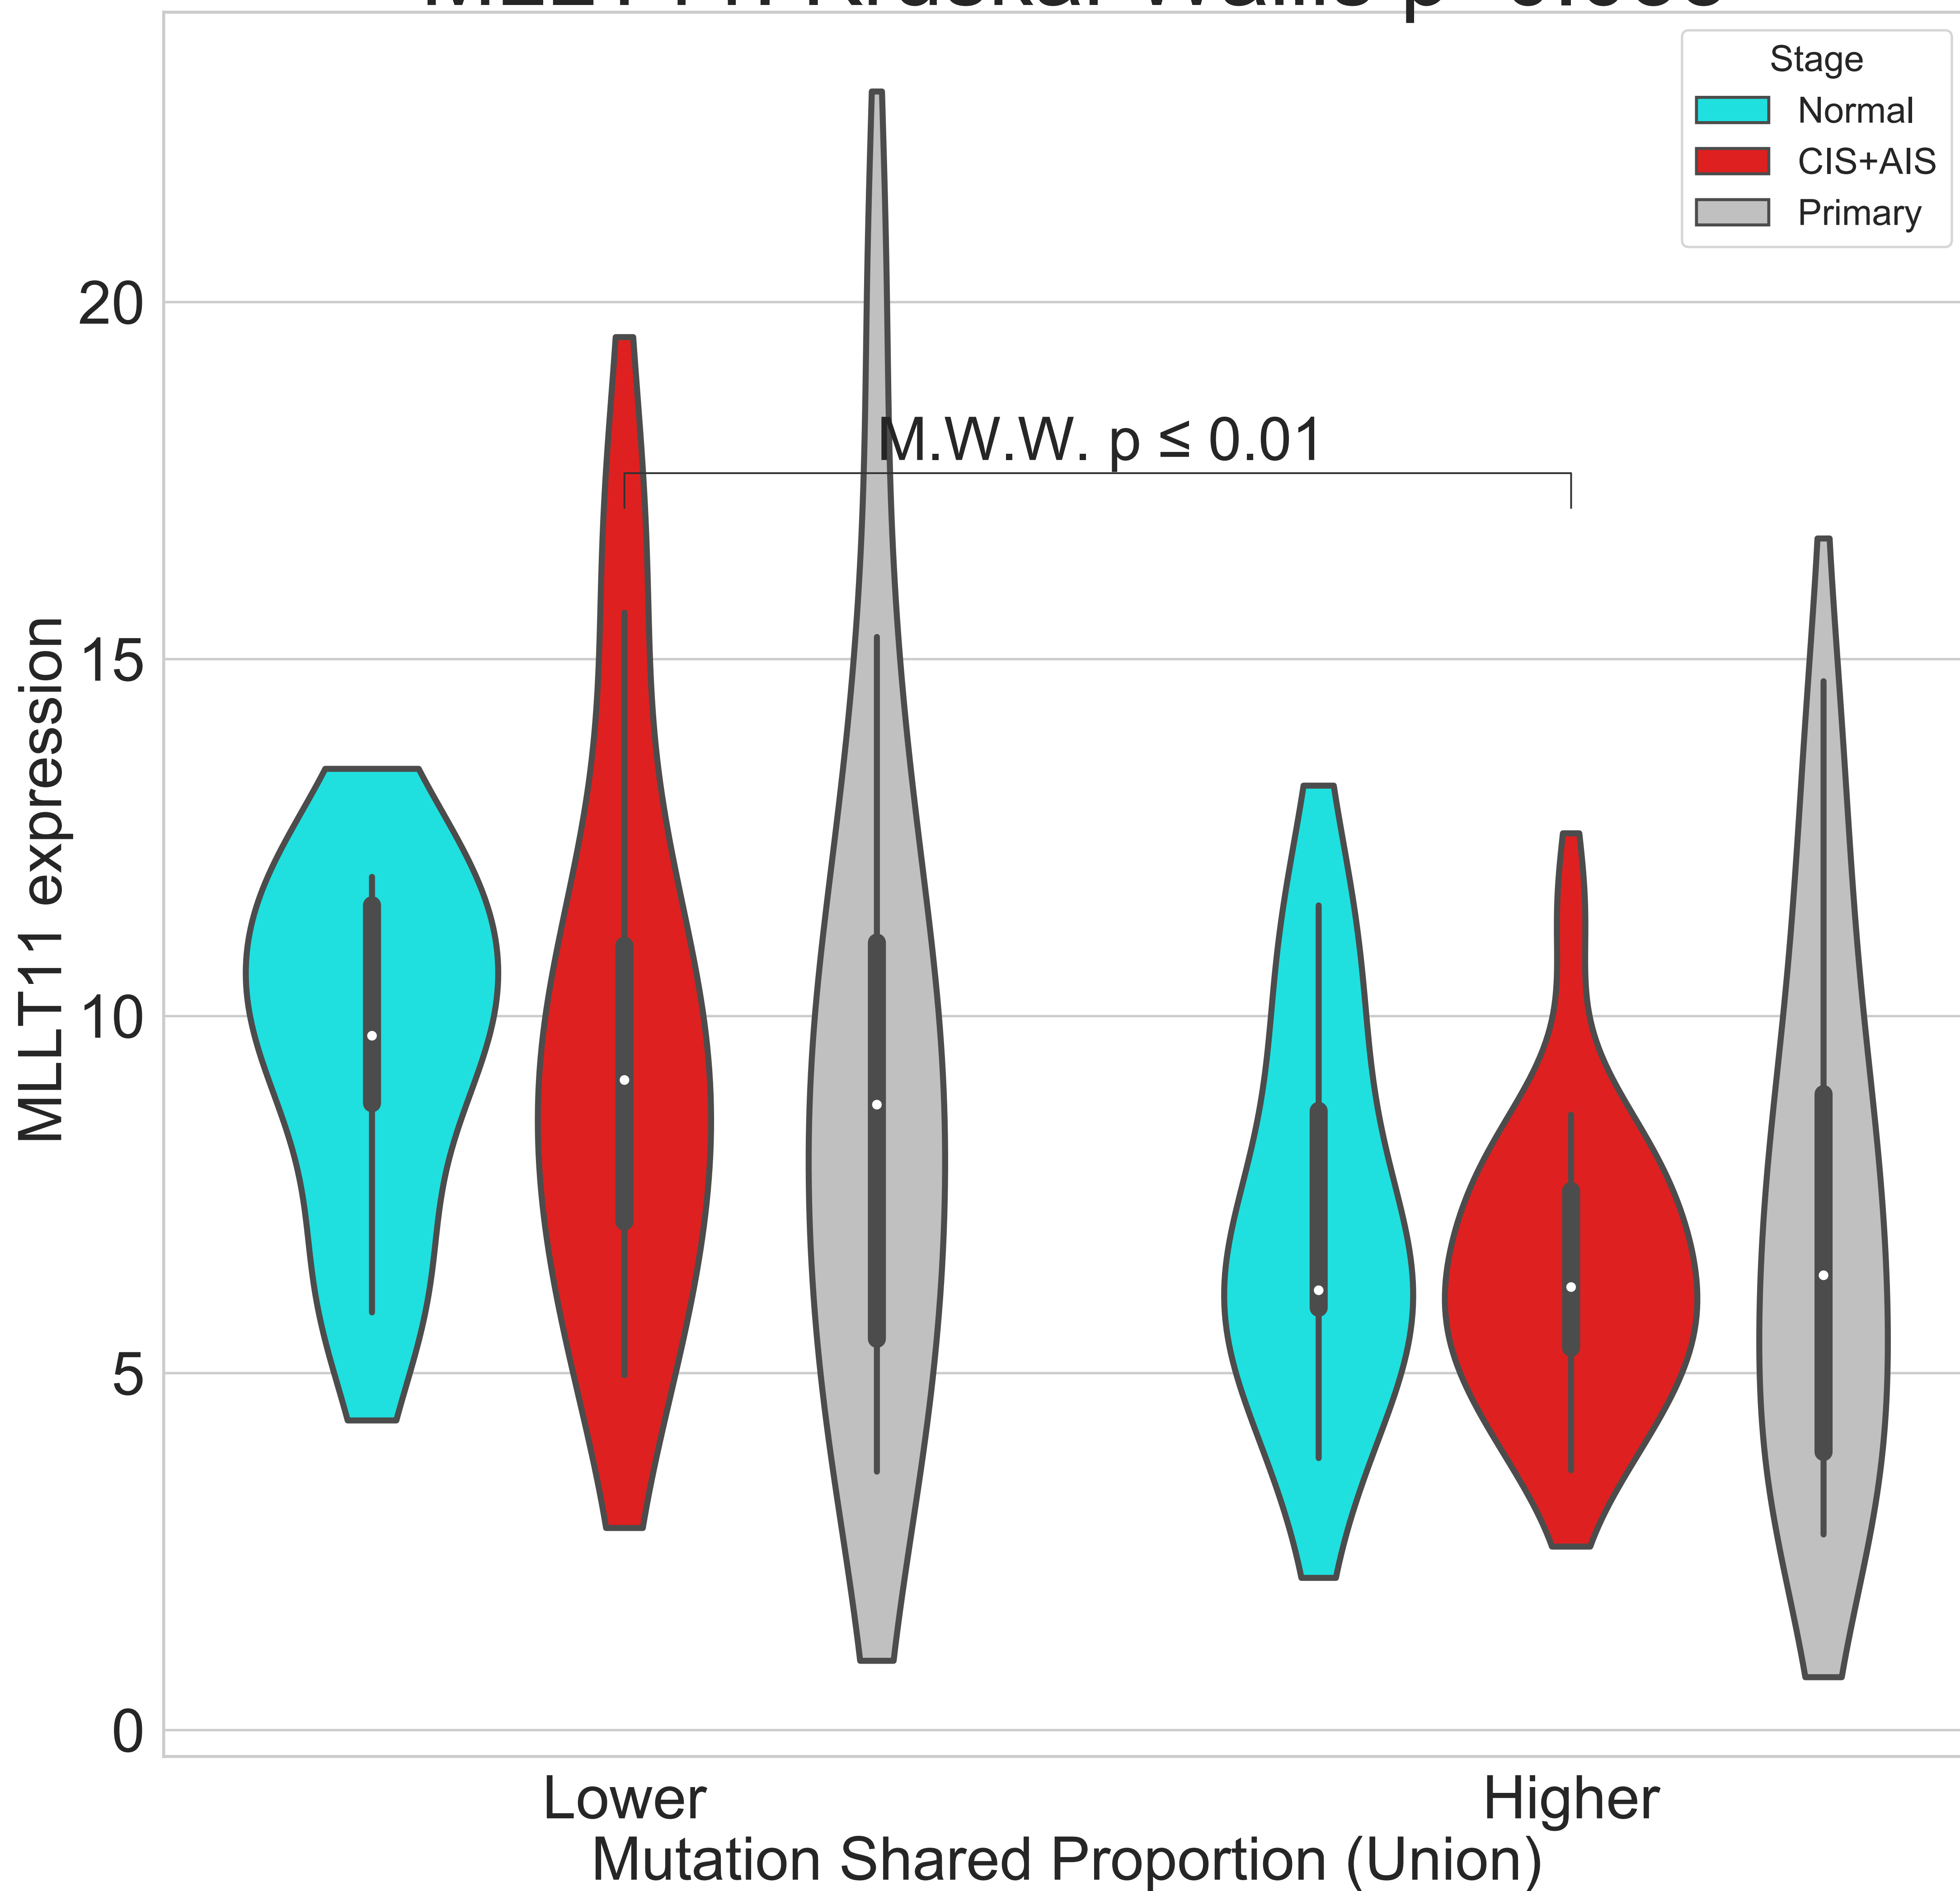 Stage
Normal
CIS+AIS
Primary
20
15
10
5
0
M.W.W. p ≤ 0.01
MLLT11 expression
Lower
Higher
Mutation Shared Proportion (Union)